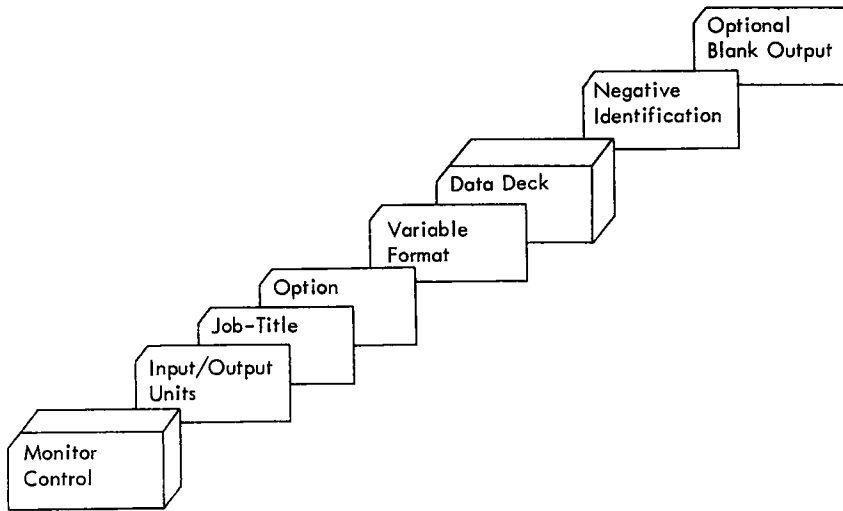 Optional
Blank Output
Negative
Identification
Data Deck
Variable
Format
Option
Job-Title
Input/Output
Units
Monitor
Control